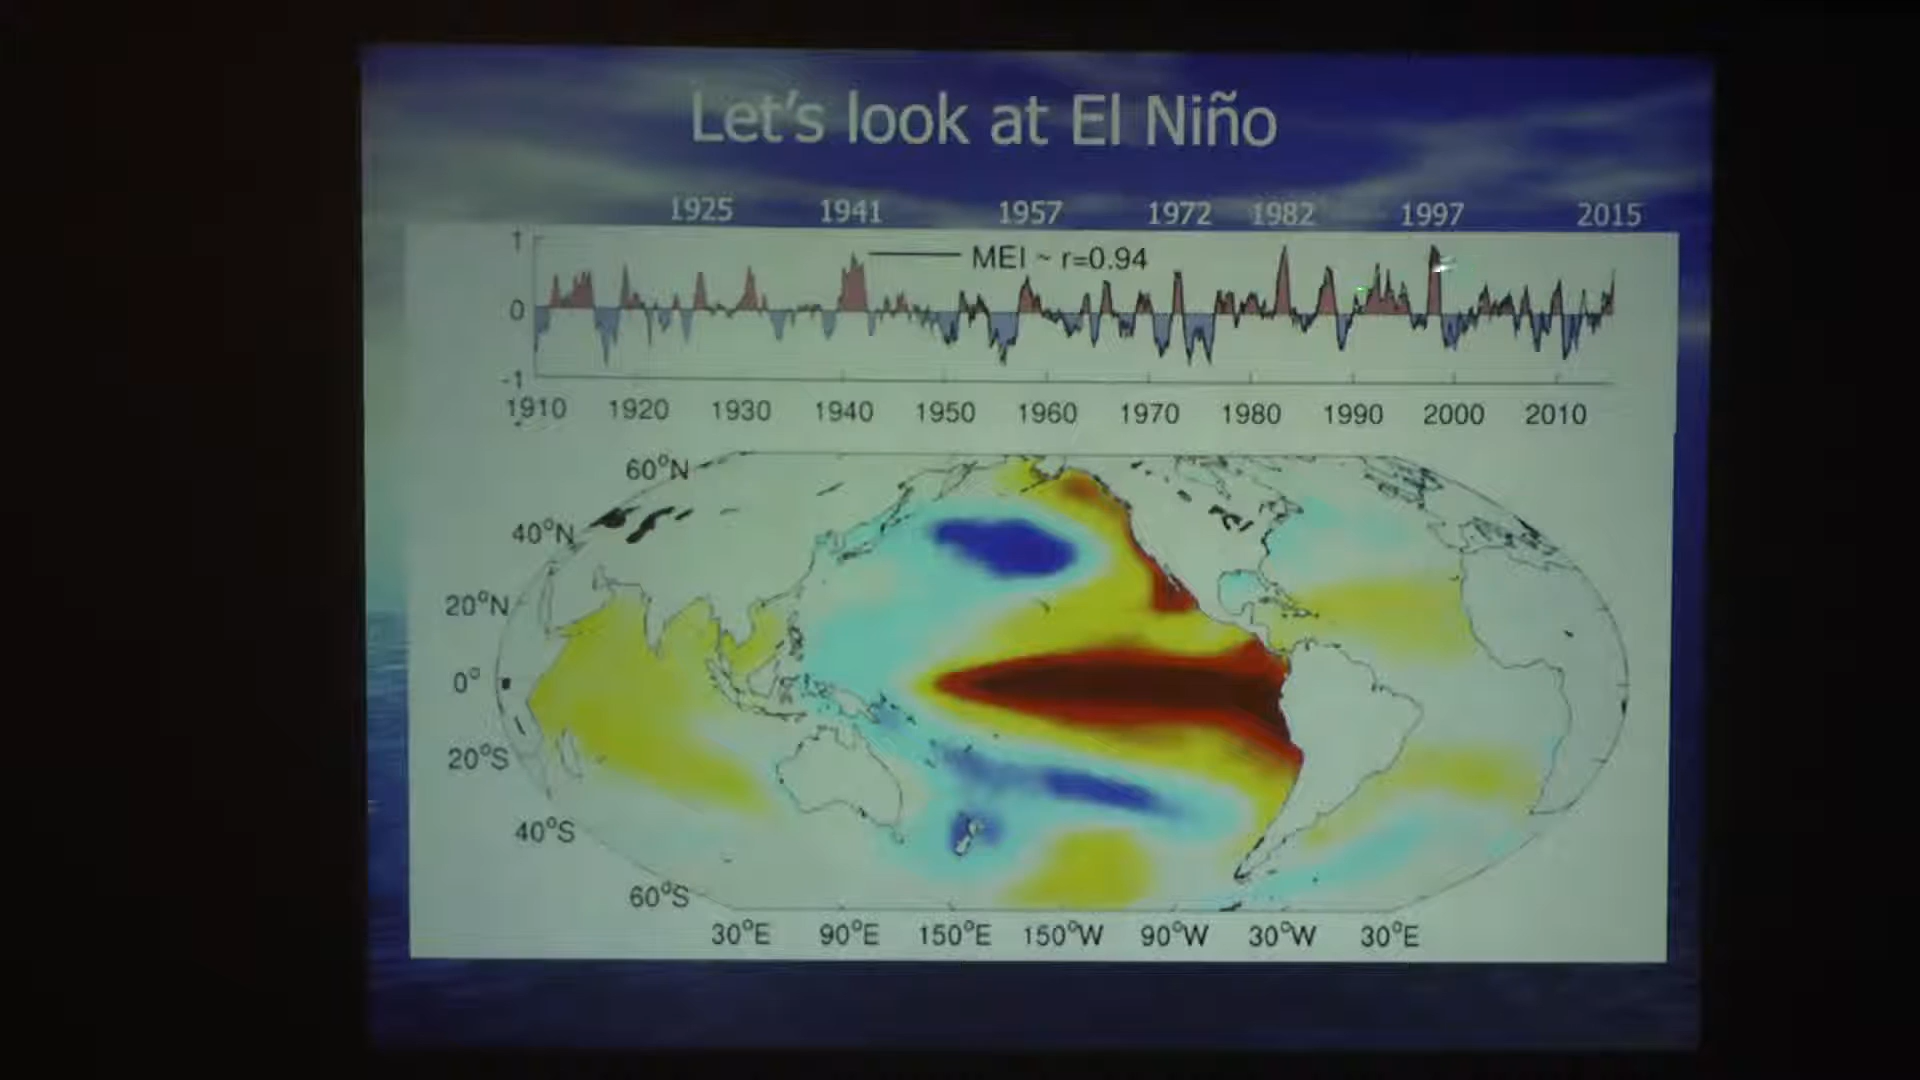 Let's look at El Niño
1925 1941 1957 1972 1982 1997 2015
1
MEI ~ r=0.94
0
-1
1910 1920 1930 1940 1950 1960 1970 1980 1990 2000 2010
60°N
40°N
20°N
0°
20°S
40°S
60°S
30°E 90°E 150°E 150°W 90°W 30°W 30°E